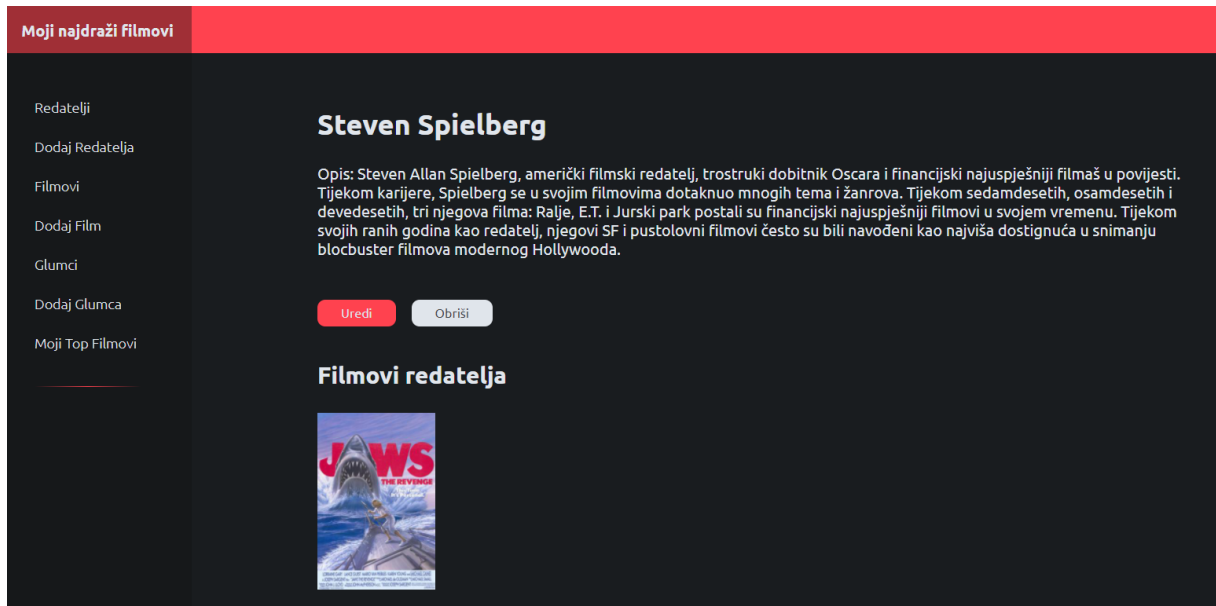 Moji najdraži filmovi
Redatelji
Dodaj Redatelja
Filmovi
Dodaj Film
Glumci
Dodaj Glumca
Moji Top Filmovi
Steven Spielberg
Opis: Steven Allan Spielberg, američki filmski redatelj, trostruki dobitnik Oscara i financijski najuspješniji filmaš u povijesti.
Tijekom karijere, Spielberg se u svojim filmovima dotaknuo mnogih tema i žanrova. Tijekom sedamdesetih, osamdesetih i
devedesetih, tri njegova filma: Ralje, E.T. i Jurski park postali su financijski najuspješniji filmovi u svojem vremenu. Tijekom
svojih ranih godina kao redatelj, njegovi SF i pustolovni filmovi često su bili navođeni kao najviša dostignuća u snimanju
blocbuster filmova modernog Hollywooda.
Uredi
Obriši
Filmovi redatelja
JAWS
THE REVENGE